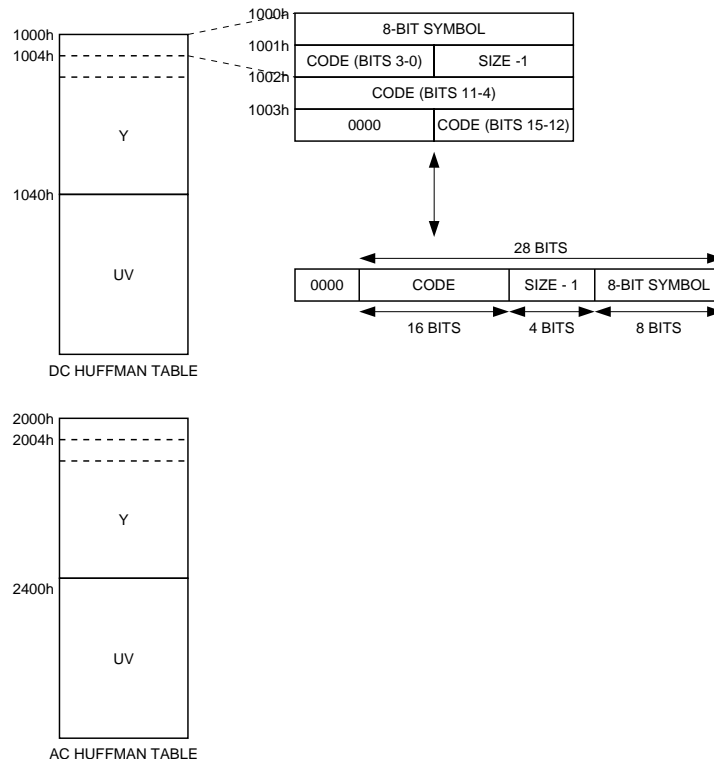 1000h
1004h
Y
1040h
UV
DC HUFFMAN TABLE
1000h
8-BIT SYMBOL
1001h
CODE (BITS 3-0)
SIZE -1
1002h
CODE (BITS 11-4)
1003h
0000
CODE (BITS 15-12)
28 BITS
0000
CODE
SIZE - 1
8-BIT SYMBOL
16 BITS
4 BITS
8 BITS
2000h
2004h
Y
2400h
UV
AC HUFFMAN TABLE